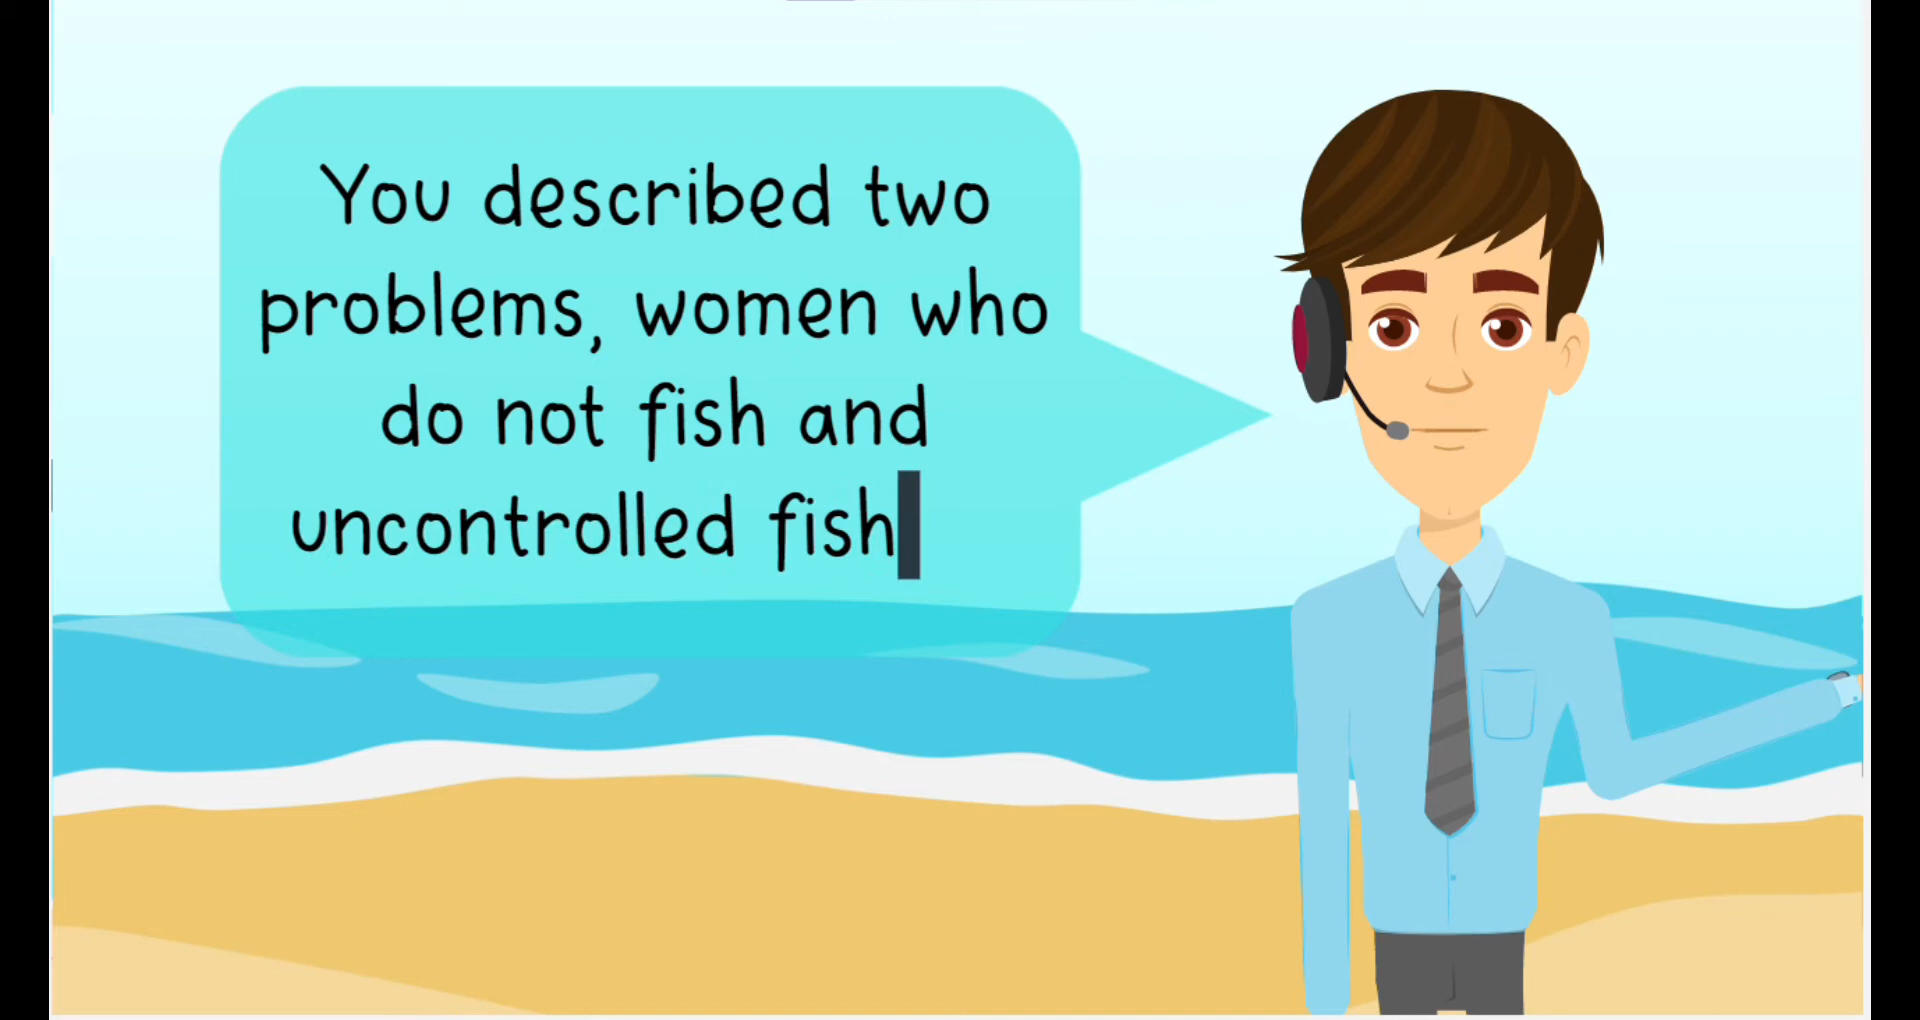 You described two
problems, women who
do not fish and
uncontrolled fish